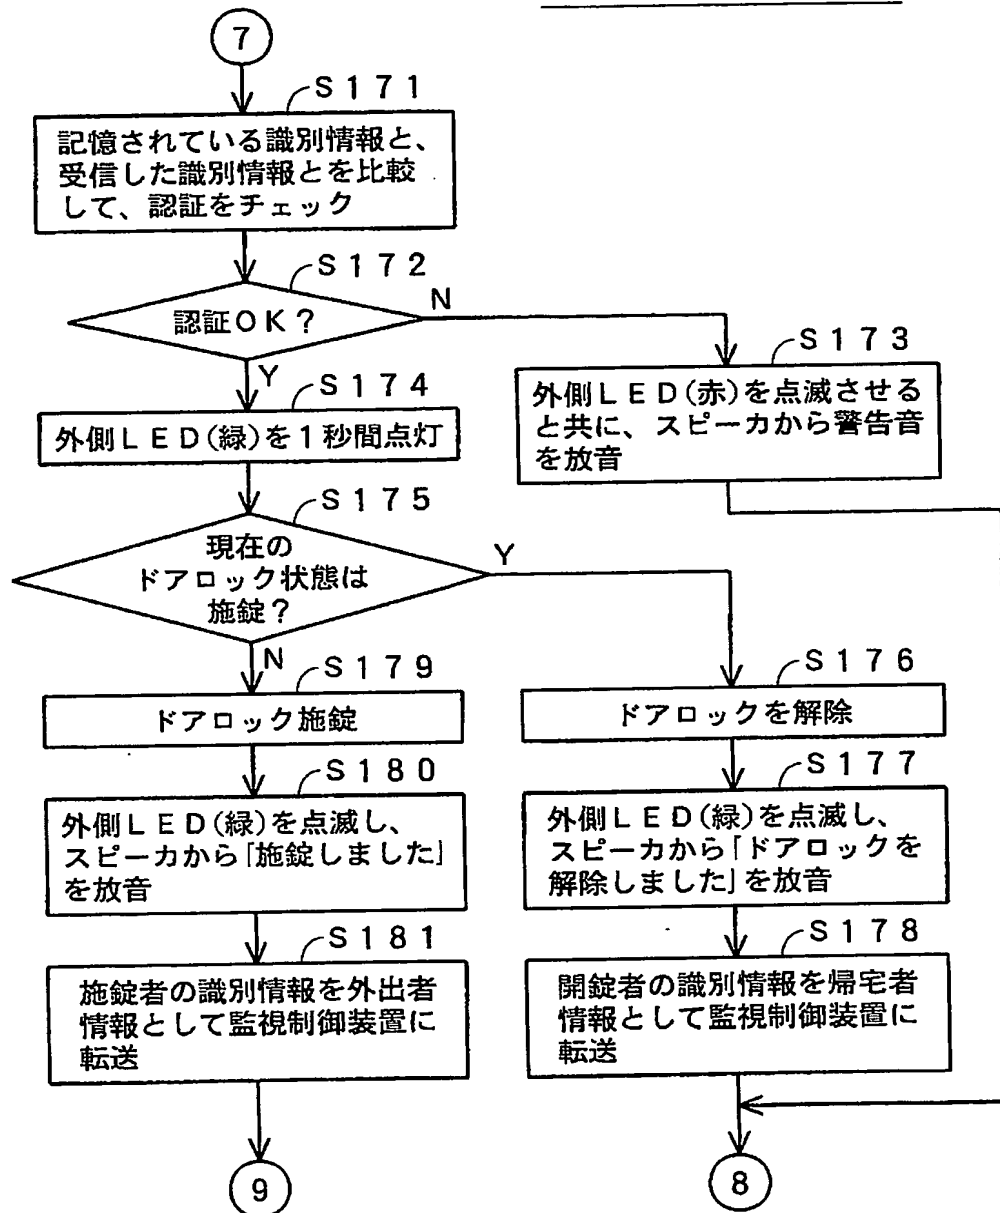 7
S171
記憶されている識別情報と、
受信した識別情報とを比較
して、認証をチェック
S172
認証OK?
N
Y
S173
外側LED(赤)を点滅させる
と共に、スピーカから警告音
を放音
S174
外側LED(緑)を1秒間点灯
S175
現在の
ドアロック状態は
施錠?
Y
N
S179
ドアロック施錠
S176
ドアロックを解除
S180
外側LED(緑)を点滅し、
スピーカから「施錠しました」
を放音
S177
外側LED(緑)を点滅し、
スピーカから「ドアロックを
解除しました」を放音
S181
施錠者の識別情報を外出者
情報として監視制御装置に
転送
S178
開錠者の識別情報を帰宅者
情報として監視制御装置に
転送
9
8